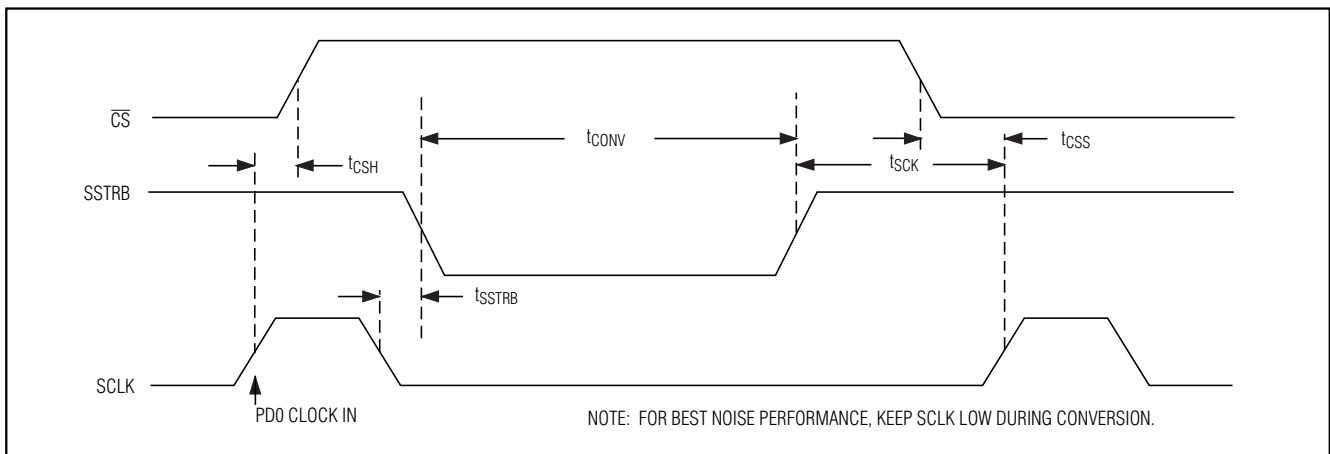 CS
tCONV
tCSS
tCSH
tSCK
SSTRB
tSSTRB
SCLK
PD0 CLOCK IN
NOTE: FOR BEST NOISE PERFORMANCE, KEEP SCLK LOW DURING CONVERSION.